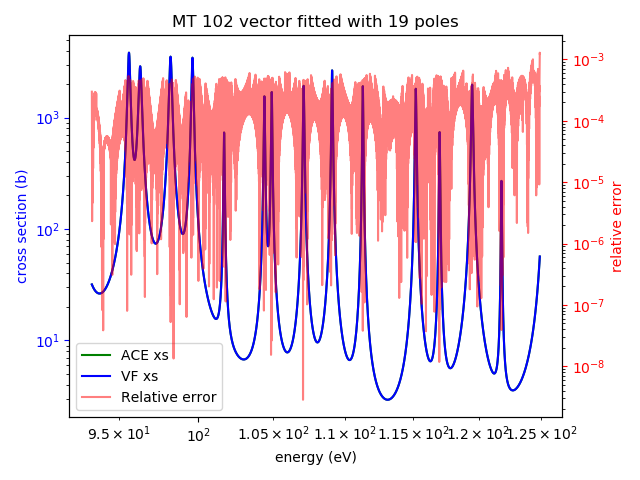 MT 102 vector fitted with 19 poles
cross section (b)
10³
10²
10¹
relative error
10⁻³
10⁻⁴
10⁻⁵
10⁻⁶
10⁻⁷
10⁻⁸
ACE xs
VF xs
Relative error
9.5 × 10¹ 10² 1.05 × 10² 1.1 × 10² 1.15 × 10² 1.2 × 10² 1.25 × 10²
energy (eV)